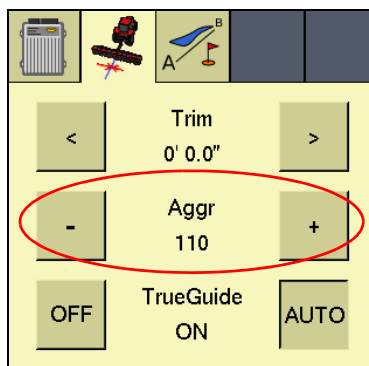 A B
< Trim >
0' 0.0"
- Aggr +
110
OFF TrueGuide AUTO
ON